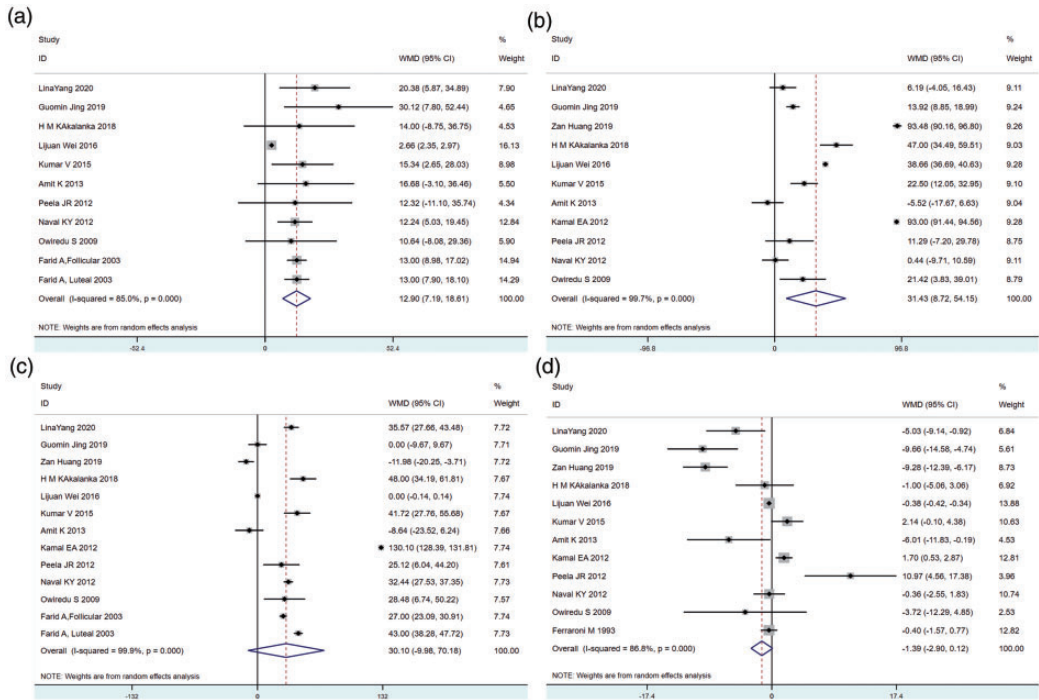 (a)
Study %
ID WMD (95% CI) Weight
LinaYang 2020 20.38 (5.87, 34.89) 7.90
Guomin Jing 2019 30.12 (7.80, 52.44) 4.65
H M KAkalanka 2018 14.00 (-8.75, 36.75) 4.53
Lijuan Wei 2016 2.66 (2.35, 2.97) 16.13
Kumar V 2015 15.34 (2.65, 28.03) 8.98
Amit K 2013 16.68 (-3.10, 36.46) 5.50
Peela JR 2012 12.32 (-11.10, 35.74) 4.34
Naval KY 2012 12.24 (5.03, 19.45) 12.84
Owiredu S 2009 10.64 (-8.08, 29.36) 5.90
Farid A,Follicular 2003 13.00 (8.98, 17.02) 14.94
Farid A, Luteal 2003 13.00 (7.90, 18.10) 14.29
Overall (I-squared = 85.0%, p = 0.000) 12.90 (7.19, 18.61) 100.00
NOTE: Weights are from random effects analysis
-52.4 0 52.4
(b)
Study %
ID WMD (95% CI) Weight
LinaYang 2020 6.19 (-4.05, 16.43) 9.11
Guomin Jing 2019 13.92 (8.85, 18.99) 9.24
Zan Huang 2019 93.48 (90.16, 96.80) 9.26
H M KAkalanka 2018 47.00 (34.49, 59.51) 9.03
Lijuan Wei 2016 38.66 (36.69, 40.63) 9.28
Kumar V 2015 22.50 (12.05, 32.95) 9.10
Amit K 2013 -5.52 (-17.67, 6.63) 9.04
Kamal EA 2012 93.00 (91.44, 94.56) 9.28
Peela JR 2012 11.29 (-7.20, 29.78) 8.75
Naval KY 2012 0.44 (-9.71, 10.59) 9.11
Owiredu S 2009 21.42 (3.83, 39.01) 8.79
Overall (I-squared = 99.7%, p = 0.000) 31.43 (8.72, 54.15) 100.00
NOTE: Weights are from random effects analysis
-96.8 0 96.8
(c)
Study %
ID WMD (95% CI) Weight
LinaYang 2020 35.57 (27.66, 43.48) 7.72
Guomin Jing 2019 0.00 (-9.67, 9.67) 7.71
Zan Huang 2019 -11.98 (-20.25, -3.71) 7.72
H M KAkalanka 2018 48.00 (34.19, 61.81) 7.67
Lijuan Wei 2016 0.00 (-0.14, 0.14) 7.74
Kumar V 2015 41.72 (27.76, 55.68) 7.67
Amit K 2013 -8.64 (-23.52, 6.24) 7.66
Kamal EA 2012 130.10 (128.39, 131.81) 7.74
Peela JR 2012 25.12 (6.04, 44.20) 7.61
Naval KY 2012 32.44 (27.53, 37.35) 7.73
Owiredu S 2009 28.48 (6.74, 50.22) 7.57
Farid A,Follicular 2003 27.00 (23.09, 30.91) 7.74
Farid A, Luteal 2003 43.00 (38.28, 47.72) 7.73
Overall (I-squared = 99.9%, p = 0.000) 30.10 (-9.98, 70.18) 100.00
NOTE: Weights are from random effects analysis
-132 0 132
(d)
Study %
ID WMD (95% CI) Weight
LinaYang 2020 -5.03 (-9.14, -0.92) 6.84
Guomin Jing 2019 -9.66 (-14.58, -4.74) 5.61
Zan Huang 2019 -9.28 (-12.39, -6.17) 8.73
H M KAkalanka 2018 -1.00 (-5.06, 3.06) 6.92
Lijuan Wei 2016 -0.38 (-0.42, -0.34) 13.88
Kumar V 2015 2.14 (-0.10, 4.38) 10.63
Amit K 2013 -6.01 (-11.83, -0.19) 4.53
Kamal EA 2012 1.70 (0.53, 2.87) 12.81
Peela JR 2012 10.97 (4.56, 17.38) 3.96
Naval KY 2012 -0.36 (-2.55, 1.83) 10.74
Owiredu S 2009 -3.72 (-12.29, 4.85) 2.53
Ferraroni M 1993 -0.40 (-1.57, 0.77) 12.82
Overall (I-squared = 86.8%, p = 0.000) -1.39 (-2.90, 0.12) 100.00
NOTE: Weights are from random effects analysis
-17.4 0 17.4